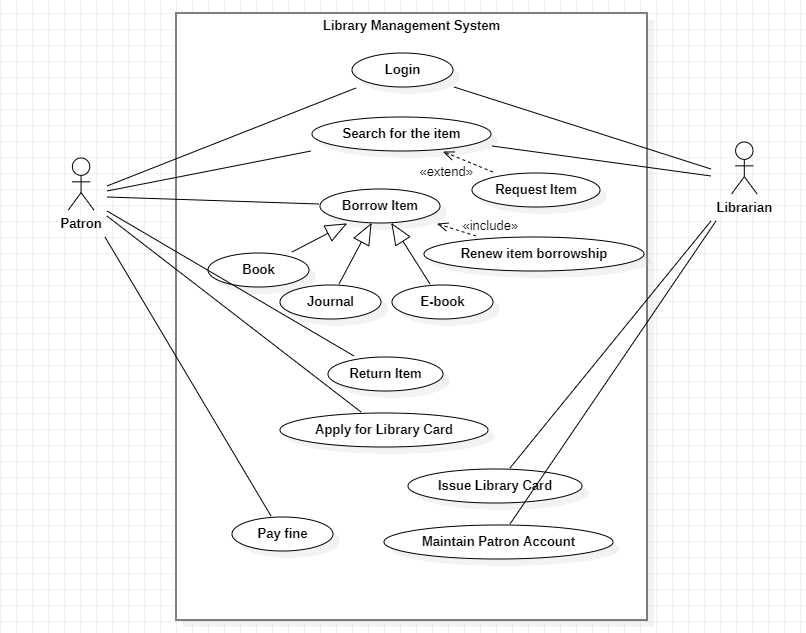 Library Management System
Login
Search for the item
«extend»
Request Item
Patron
Librarian
Borrow Item
«include»
Renew item borrowship
Book
Journal
E-book
Return Item
Apply for Library Card
Issue Library Card
Pay fine
Maintain Patron Account